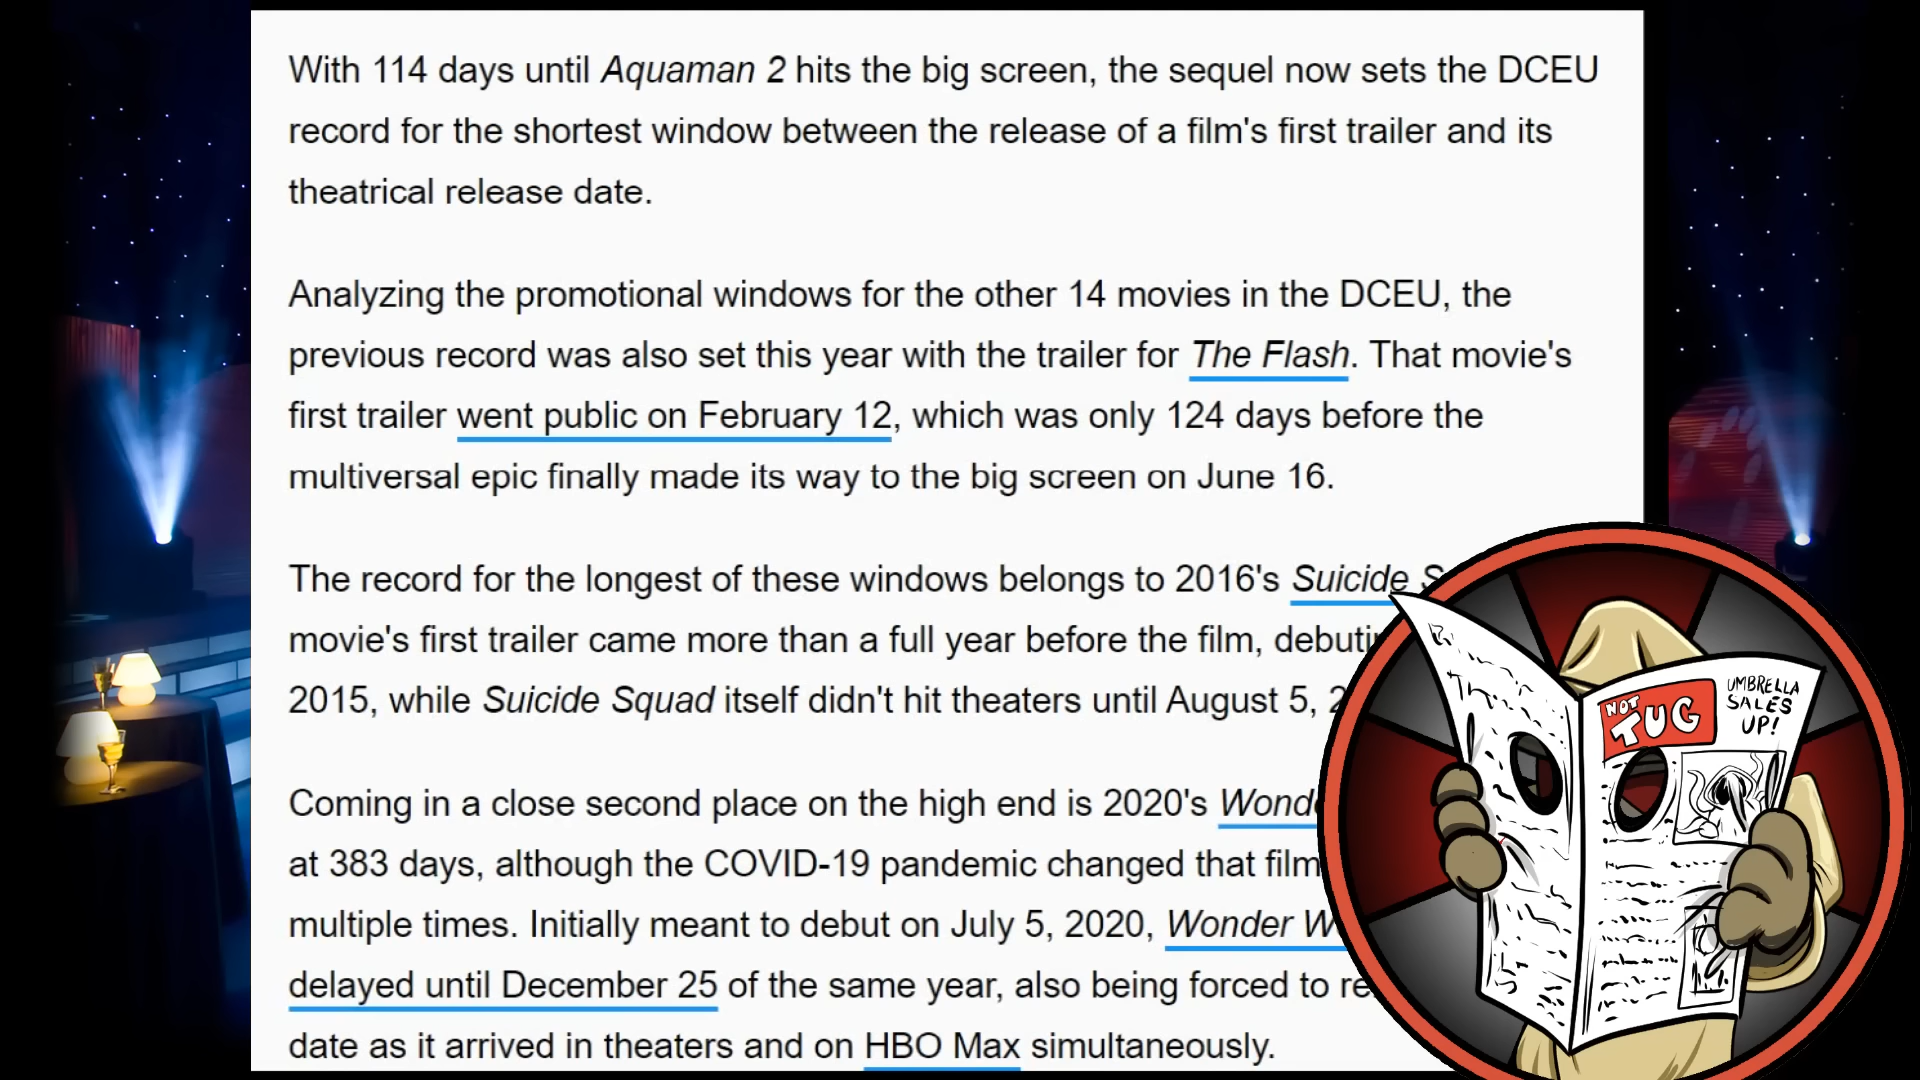 With 114 days until Aquaman 2 hits the big screen, the sequel now sets the DCEU
record for the shortest window between the release of a film's first trailer and its
theatrical release date.
Analyzing the promotional windows for the other 14 movies in the DCEU, the
previous record was also set this year with the trailer for The Flash. That movie's
first trailer went public on February 12, which was only 124 days before the
multiversal epic finally made its way to the big screen on June 16.
The record for the longest of these windows belongs to 2016's Suicide S
movie's first trailer came more than a full year before the film, debuti
2015, while Suicide Squad itself didn't hit theaters until August 5, 2
Coming in a close second place on the high end is 2020's Wond
at 383 days, although the COVID-19 pandemic changed that film
multiple times. Initially meant to debut on July 5, 2020, Wonder W
delayed until December 25 of the same year, also being forced to re
date as it arrived in theaters and on HBO Max simultaneously.
NOT
TUG
UMBRELLA
SALES
UP!